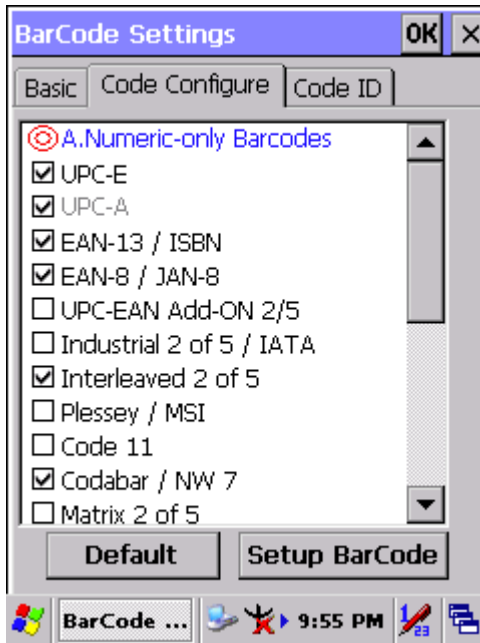 BarCode Settings OK
Basic Code Configure Code ID
A.Numeric-only Barcodes
UPC-E
UPC-A
EAN-13 / ISBN
EAN-8 / JAN-8
UPC-EAN Add-ON 2/5
Industrial 2 of 5 / IATA
Interleaved 2 of 5
Plessey / MSI
Code 11
Codabar / NW 7
Matrix 2 of 5
Default Setup BarCode
BarCode ... 9:55 PM 1/23